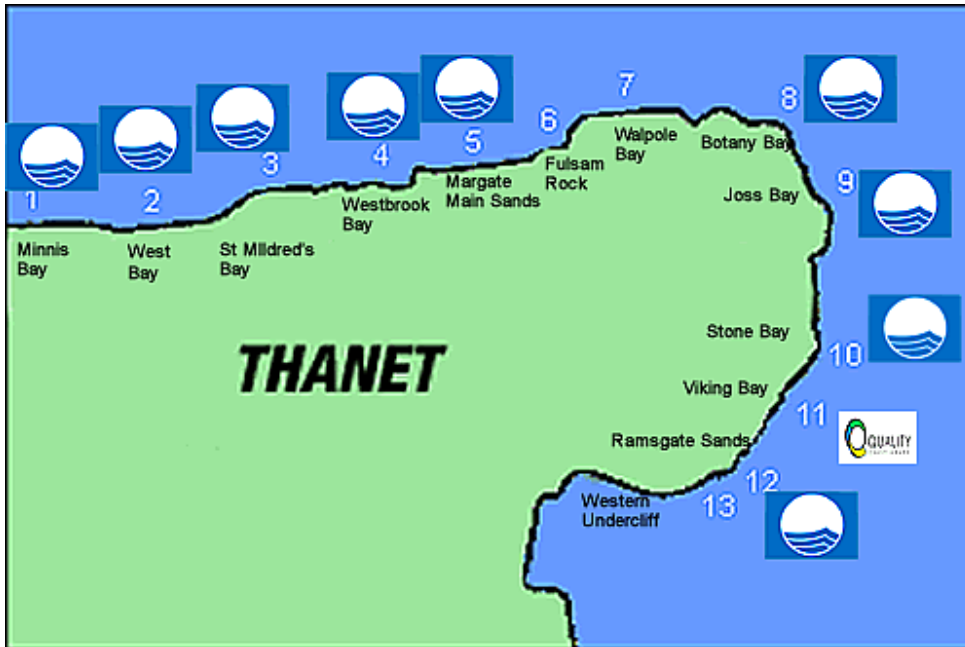 1
2
3
4
5
6
7
8
9
10
11
12
13
Minnis
Bay
West
Bay
St MIldred's
Bay
Westbrook
Bay
Margate
Main Sands
Fulsam
Rock
Walpole
Bay
Botany Bay
Joss Bay
Stone Bay
Viking Bay
Ramsgate Sands
Western
Undercliff
THANET
QUALITY